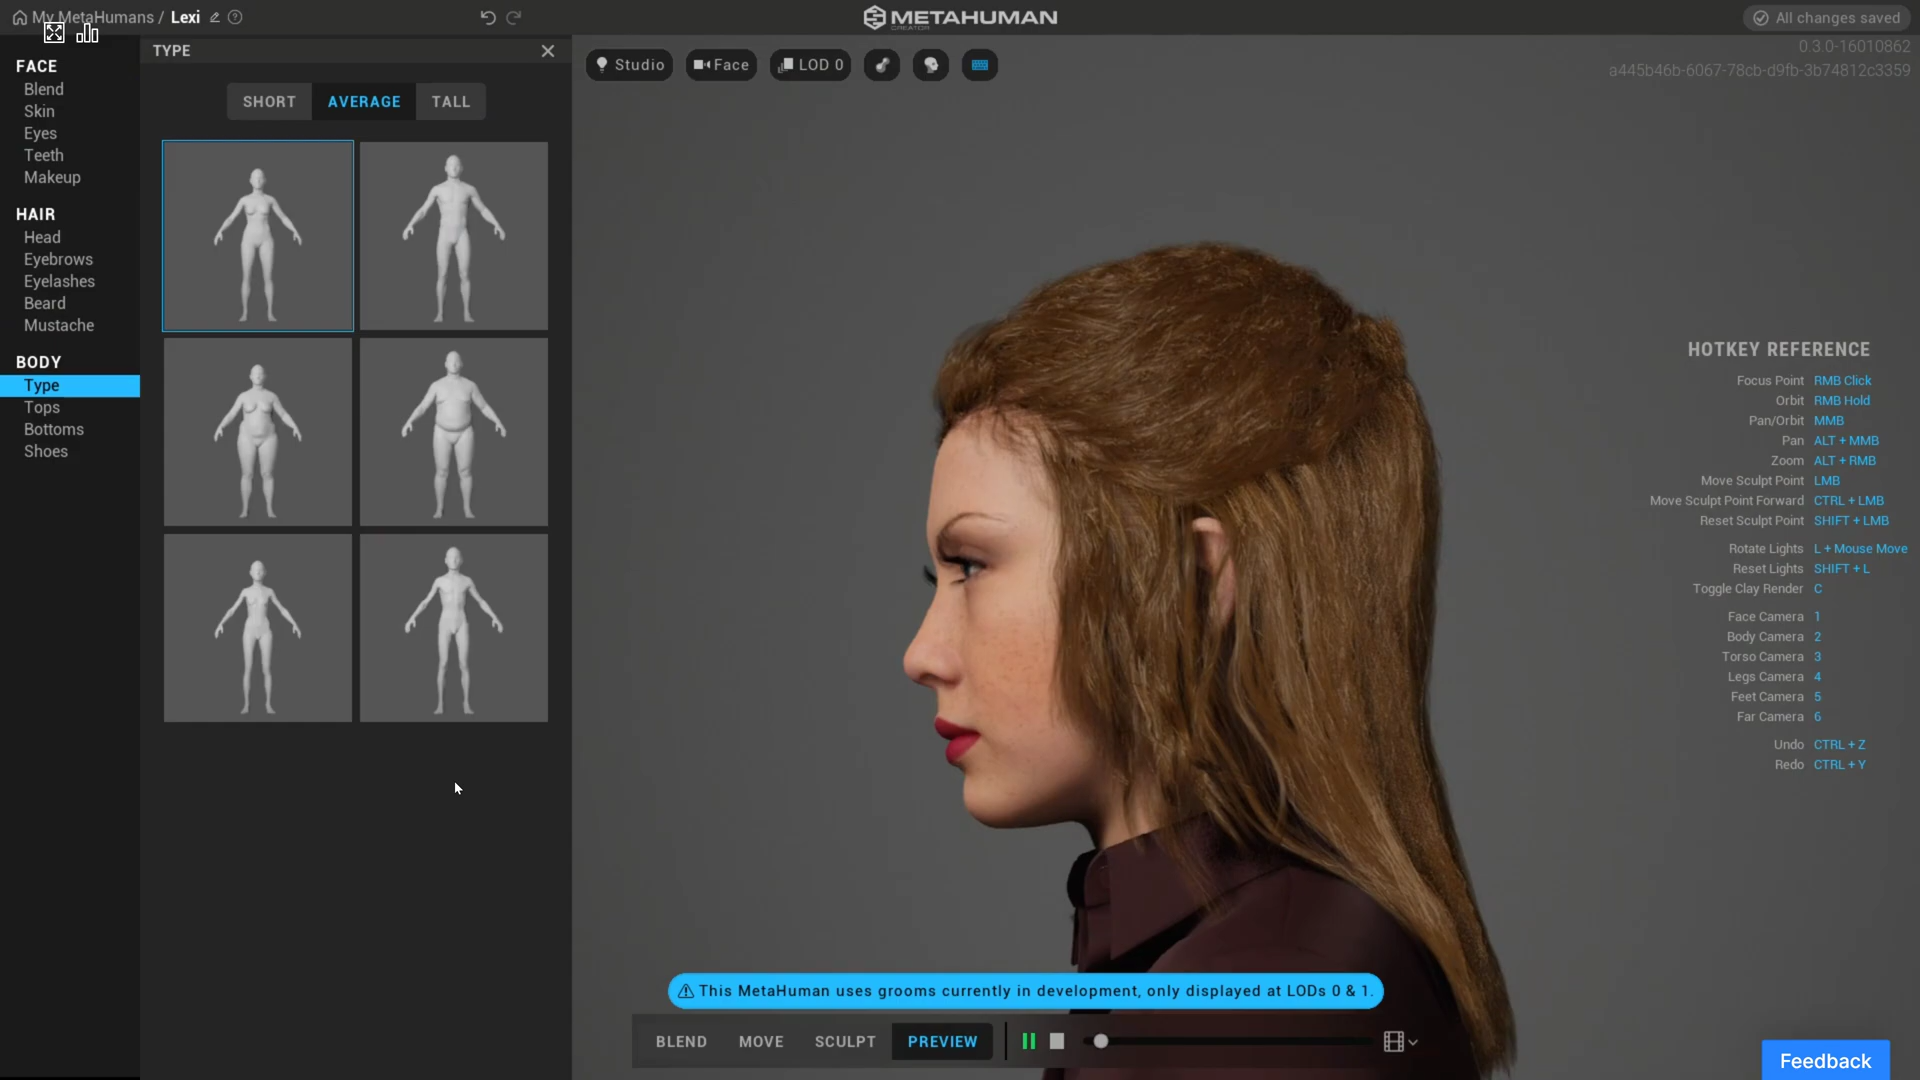 My MetaHumans / Lexi
METAHUMAN
CREATOR
All changes saved
0.3.0-16010862
a445b46b-6067-78cb-d9fb-3b74812c3359
FACE
Blend
Skin
Eyes
Teeth
Makeup
HAIR
Head
Eyebrows
Eyelashes
Beard
Mustache
BODY
Type
Tops
Bottoms
Shoes
TYPE
SHORT AVERAGE TALL
Studio Face LOD 0
HOTKEY REFERENCE
Focus Point RMB Click
Orbit RMB Hold
Pan/Orbit MMB
Pan ALT + MMB
Zoom ALT + RMB
Move Sculpt Point LMB
Move Sculpt Point Forward CTRL + LMB
Reset Sculpt Point SHIFT + LMB
Rotate Lights L + Mouse Move
Reset Lights SHIFT + L
Toggle Clay Render C
Face Camera 1
Body Camera 2
Torso Camera 3
Legs Camera 4
Feet Camera 5
Far Camera 6
Undo CTRL + Z
Redo CTRL + Y
This MetaHuman uses grooms currently in development, only displayed at LODs 0 & 1.
BLEND MOVE SCULPT PREVIEW
Feedback